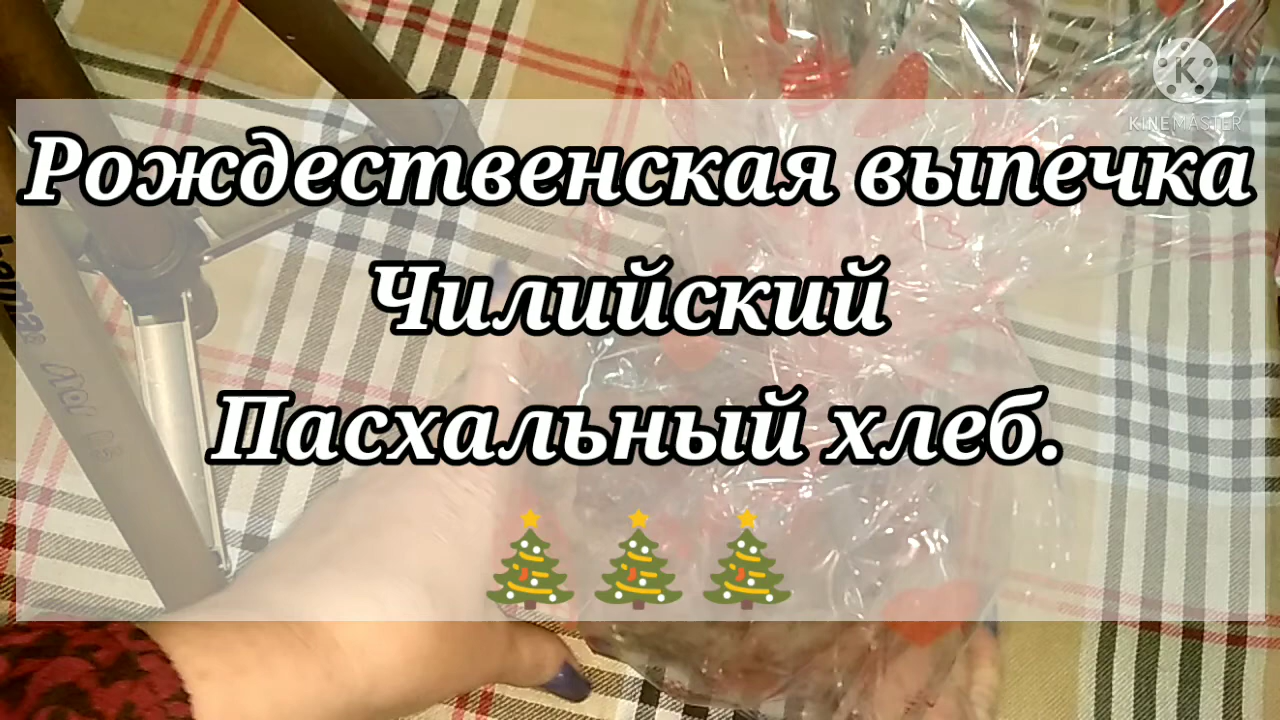 K
KINEMASTER
Рождественская выпечка
Чилийский
Пасхальный хлеб.